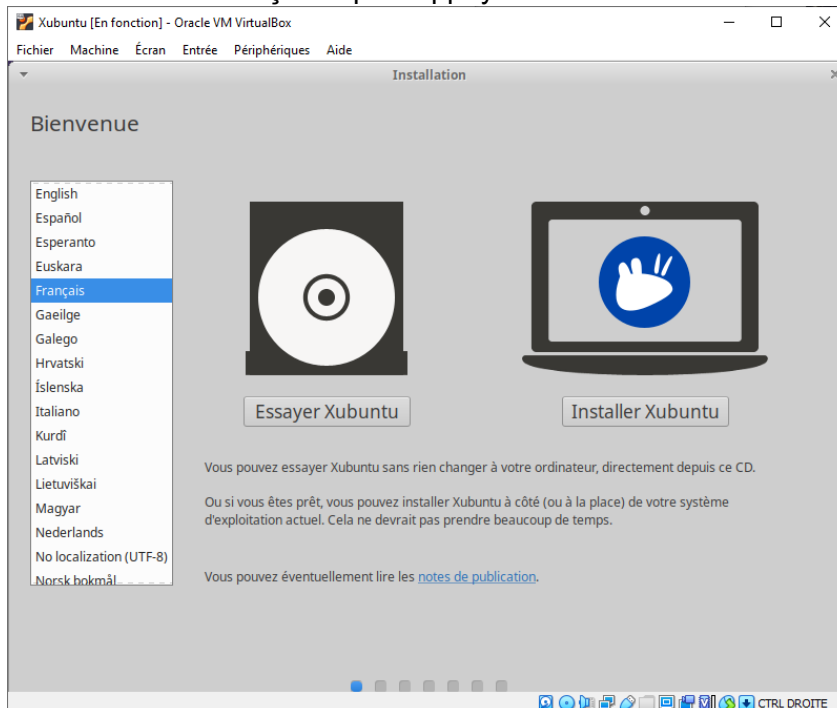 Xubuntu [En fonction] - Oracle VM VirtualBox
Fichier Machine Écran Entrée Périphériques Aide
Installation
Bienvenue
English
Español
Esperanto
Euskara
Français
Gaeilge
Galego
Hrvatski
Íslenska
Italiano
Kurdî
Latviski
Lietuviškai
Magyar
Nederlands
No localization (UTF-8)
Norsk bokmål
Essayer Xubuntu
Installer Xubuntu
Vous pouvez essayer Xubuntu sans rien changer à votre ordinateur, directement depuis ce CD.
Ou si vous êtes prêt, vous pouvez installer Xubuntu à côté (ou à la place) de votre système
d'exploitation actuel. Cela ne devrait pas prendre beaucoup de temps.
Vous pouvez éventuellement lire les notes de publication.
CTRL DROITE